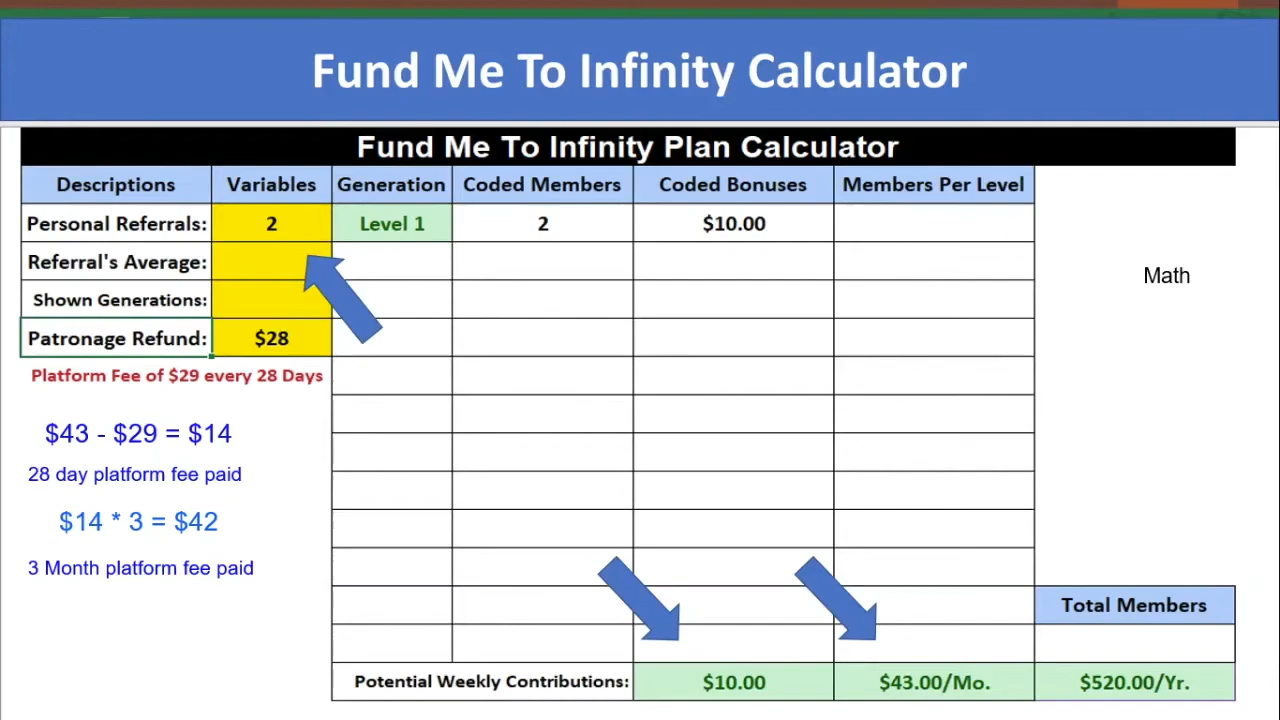 Fund Me To Infinity Calculator
Fund Me To Infinity Plan Calculator
Descriptions Variables Generation Coded Members Coded Bonuses Members Per Level
Personal Referrals: 2 Level 1 2 $10.00
Referral's Average:
Math
Shown Generations:
Patronage Refund: $28
Platform Fee of $29 every 28 Days
$43 - $29 = $14
28 day platform fee paid
$14 * 3 = $42
3 Month platform fee paid
Total Members
Potential Weekly Contributions: $10.00 $43.00/Mo. $520.00/Yr.